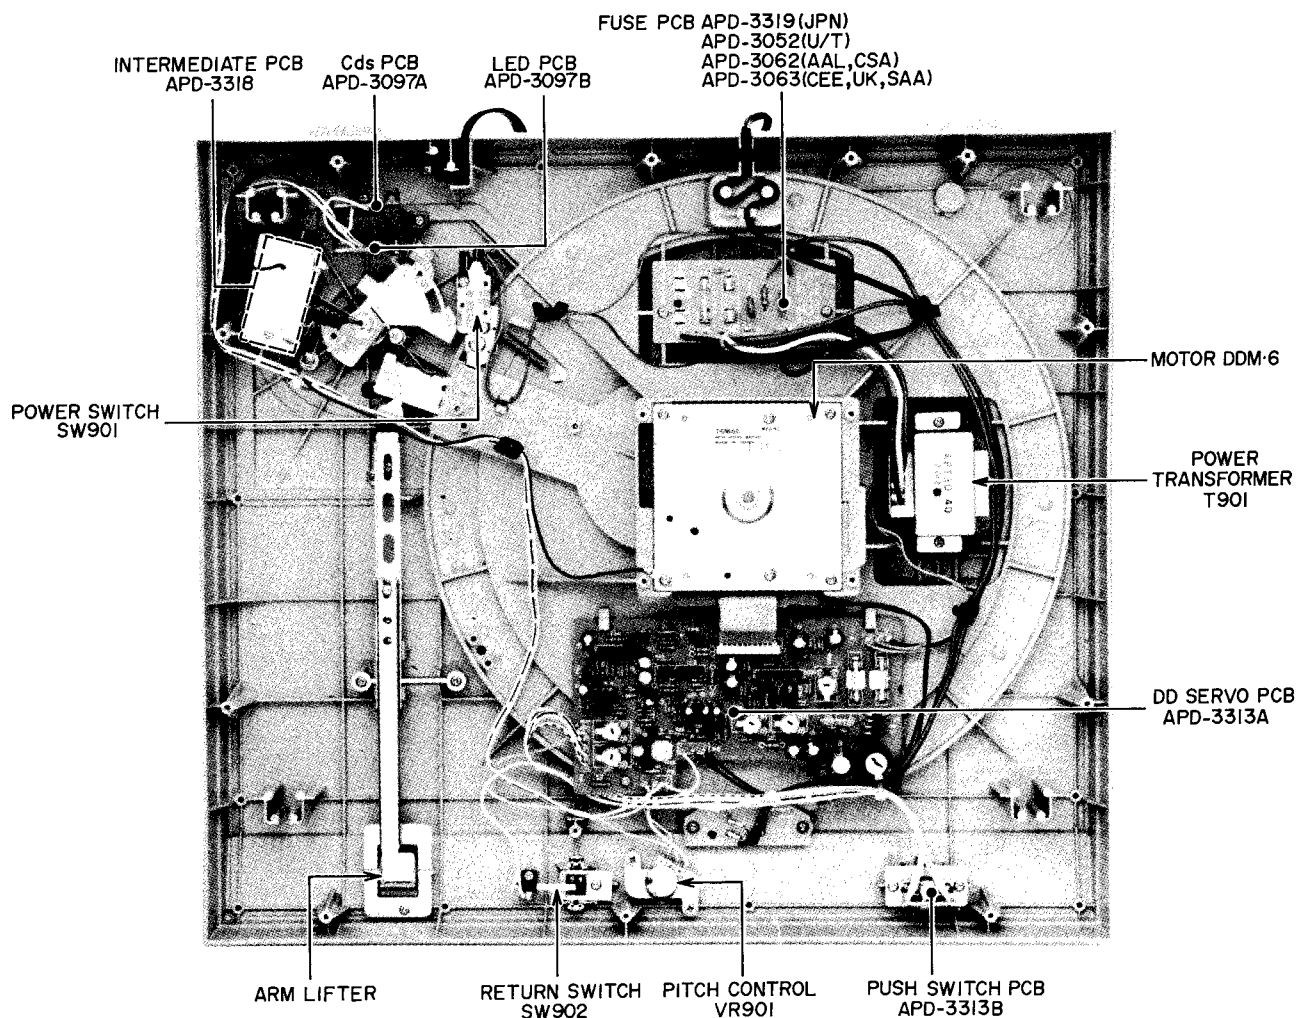 FUSE PCB APD-3319(JPN)
APD-3052(U/T)
APD-3062(AAL,CSA)
APD-3063(CEE,UK,SAA)
INTERMEDIATE PCB
APD-3318
Cds PCB
APD-3097A
LED PCB
APD-3097B
MOTOR DDM·6
POWER SWITCH
SW901
POWER
TRANSFORMER
T901
DD SERVO PCB
APD-3313A
ARM LIFTER
RETURN SWITCH
SW902
PITCH CONTROL
VR901
PUSH SWITCH PCB
APD-3313B